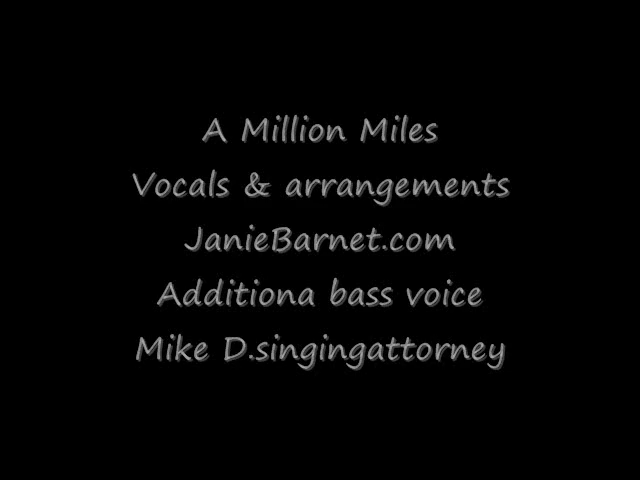 A Million Miles
Vocals & arrangements
JanieBarnet.com
Additiona bass voice
Mike D.singingattorney